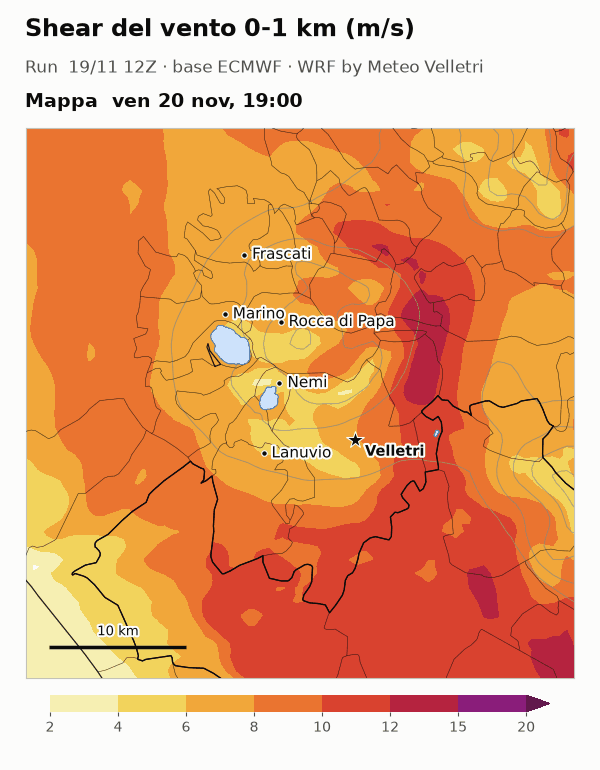 Shear del vento 0-1 km (m/s)
Run  19/11 12Z · base ECMWF · WRF by Meteo Velletri
Mappa  ven 20 nov, 19:00
Frascati
Marino
Rocca di Papa
Nemi
Velletri
Lanuvio
10 km
2 4 6 8 10 12 15 20